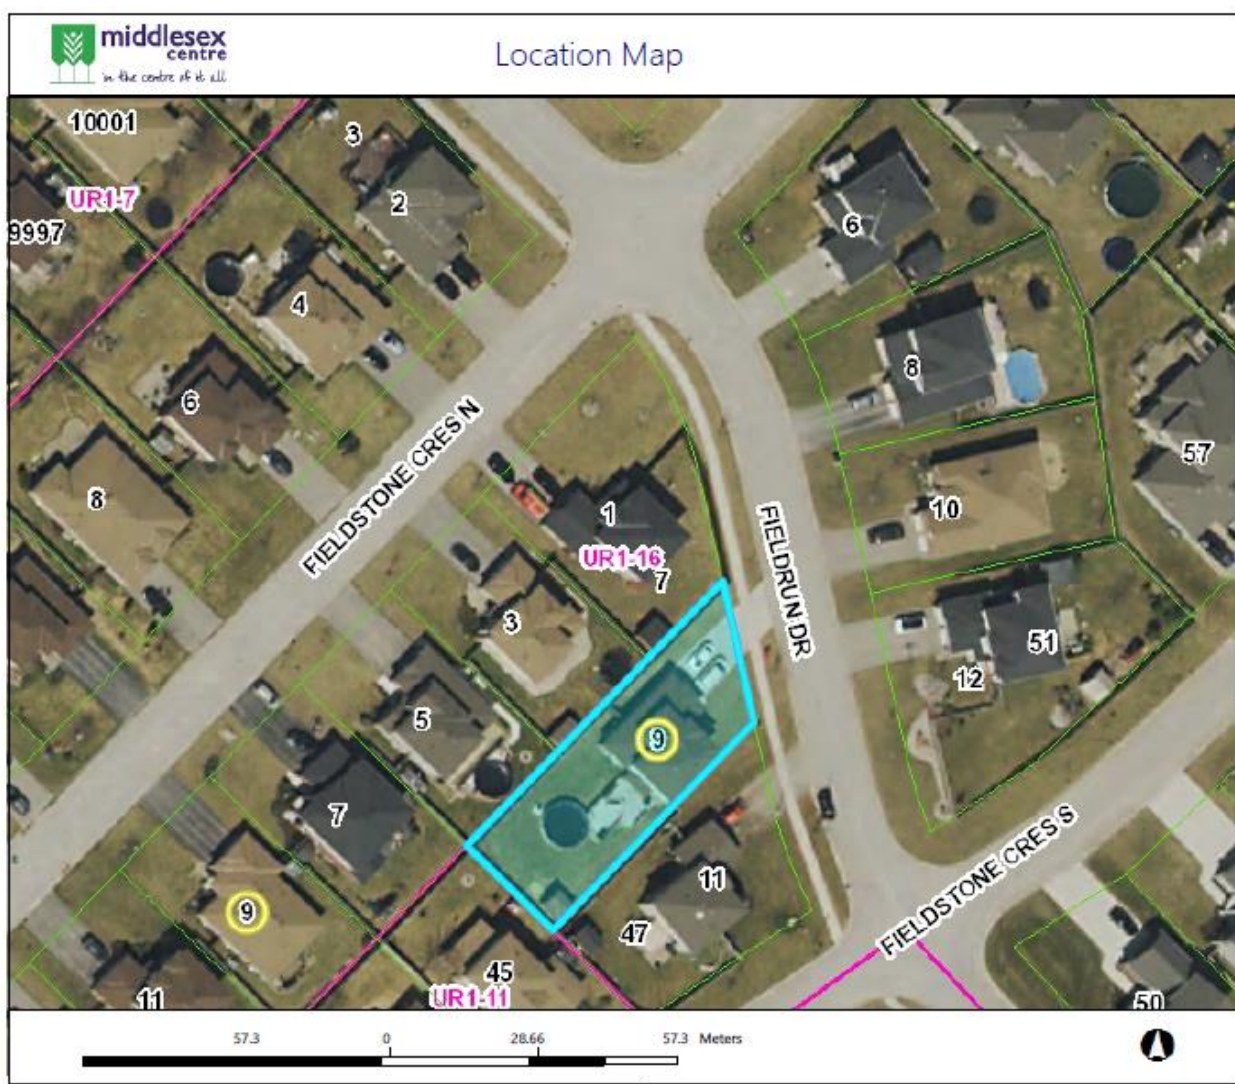 middlesex
centre
in the centre of it all
Location Map
10001
3
UR1-7
2
9997
6
4
8
6
57
8
FIELDSTONE CRES N
1
10
UR1-16
7
FIELDRUN DR
3
51
12
5
9
7
11
9
47
FIELDSTONE CRES S
45
UR1-11
11
50
57.3 0 28.66 57.3 Meters